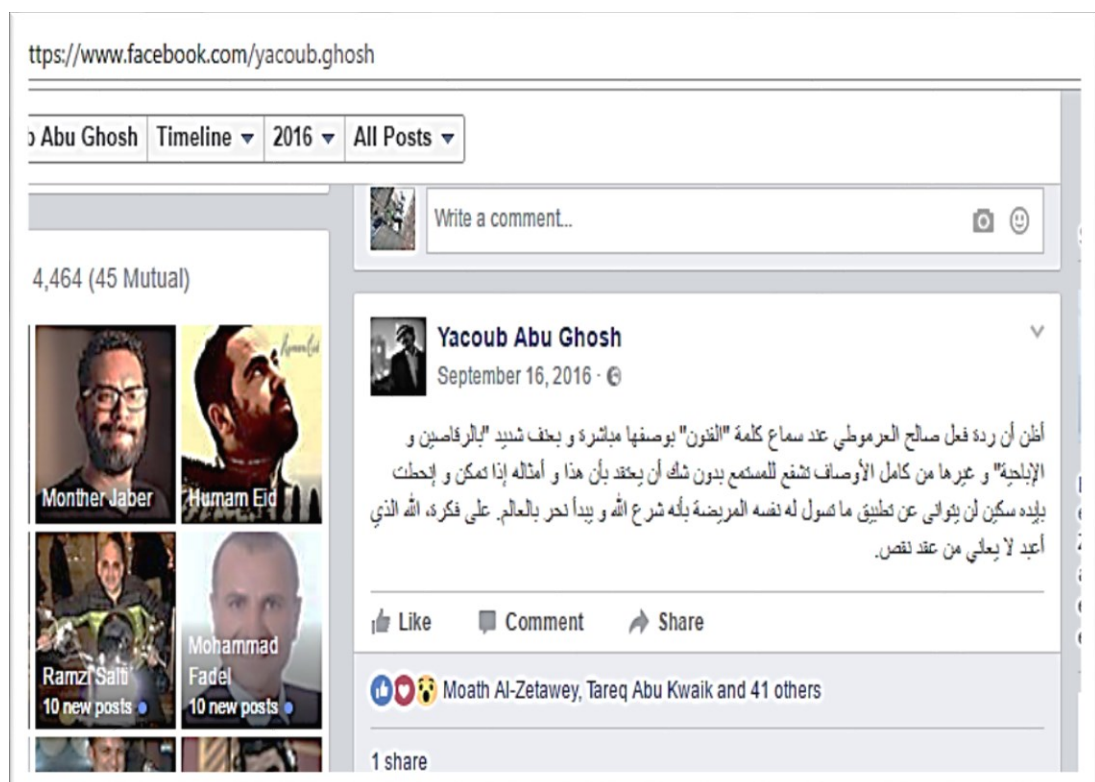 ttps://www.facebook.com/yacoub.ghosh
b Abu Ghosh Timeline 2016 All Posts
Write a comment...
4,464 (45 Mutual)
Monther Jaber
Humam Eid
Ramzi Salti
10 new posts
Mohammad
Fadel
10 new posts
Yacoub Abu Ghosh
September 16, 2016 ·
أظن أن ردة فعل صالح العرموطي عند سماع كلمة "الفنون" بوصفها مباشرة و بعنف شديد "بالرقاصين و
الإباحية" و غيرها من كامل الأوصاف تشفع للمستمع بدون شك أن يعتقد بأن هذا و أمثاله إذا تمكن و إنحطت
بإيده سكين لن يتوانى عن تطبيق ما تسول له نفسه المريضة بأنه شرع الله و يبدأ نحر بالعالم. على فكرة، الله الذي
أعبد لا يعاني من عقد نقص.
Like Comment Share
Moath Al-Zetawey, Tareq Abu Kwaik and 41 others
1 share